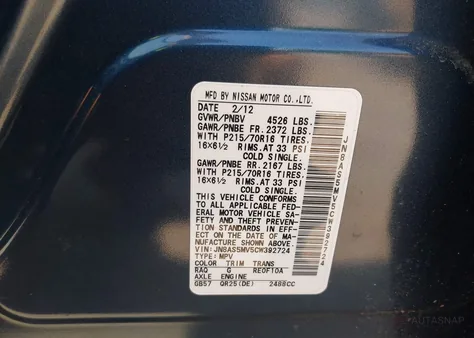 MFD BY NISSAN MOTOR CO.,LTD.
DATE 2/12
GVWR/PNBV 4526 LBS.
GAWR/PNBE FR. 2372 LBS.
WITH P215/70R16 TIRES.
16x6½ RIMS.AT 33 PSI
COLD SINGLE.
GAWR/PNBE RR. 2167 LBS.
WITH P215/70R16 TIRES.
16x6½ RIMS.AT 33 PSI
COLD SINGLE.
THIS VEHICLE CONFORMS
TO ALL APPLICABLE FED-
ERAL MOTOR VEHICLE SA-
FETY AND THEFT PREVEN-
TION STANDARDS IN EFF-
ECT ON THE DATE OF MA-
NUFACTURE SHOWN ABOVE.
VIN:JN8AS5MV5CW392724
TYPE:MPV
COLOR TRIM TRANS
RAQ G RE0F10A
AXLE ENGINE
GB57 QR25(DE) 2488CC
JN8AS5MV5CW392724
AUTASNAP